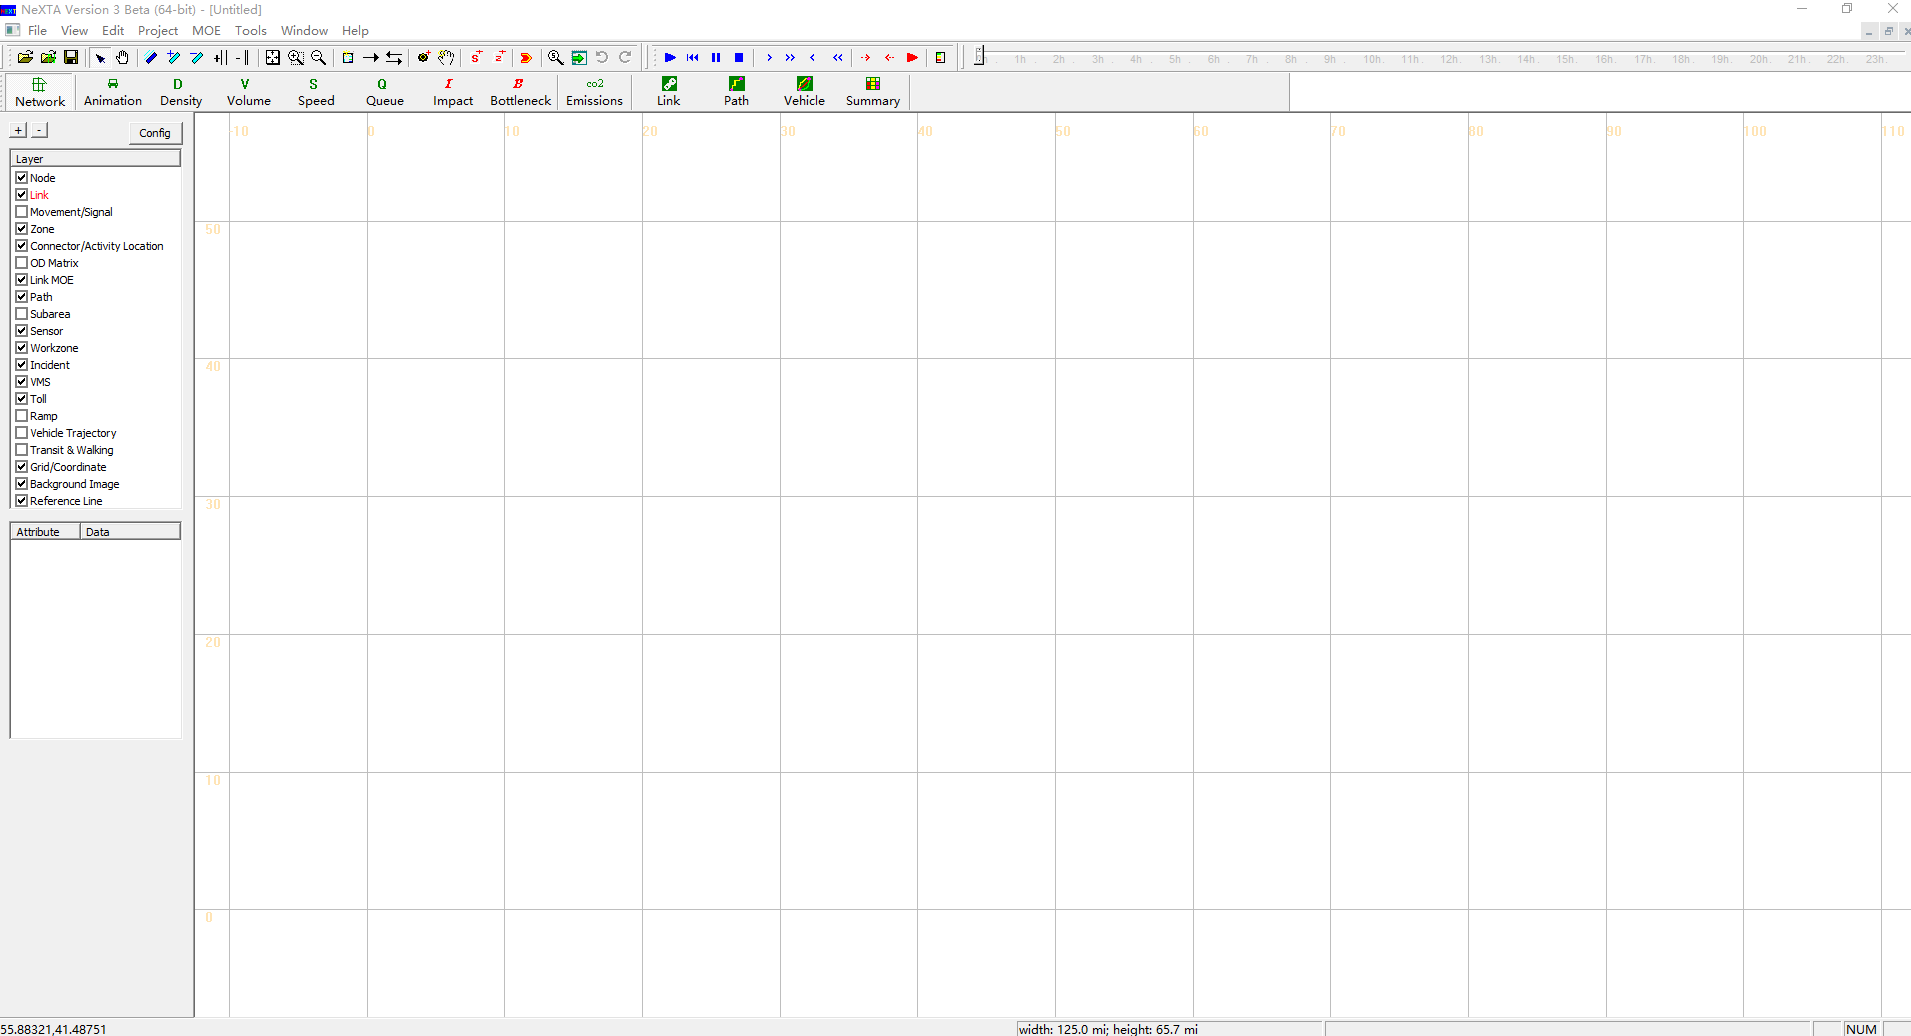 NeXTA Version 3 Beta (64-bit) - [Untitled]
File View Edit Project MOE Tools Window Help
1h. 2h. 3h. 4h. 5h. 6h. 7h. 8h. 9h. 10h. 11h. 12h. 13h. 14h. 15h. 16h. 17h. 18h. 19h. 20h. 21h. 22h. 23h.
D V S Q I B co2
Network Animation Density Volume Speed Queue Impact Bottleneck Emissions Link Path Vehicle Summary
+ - Config
10 0 10 20 30 40 50 60 70 80 90 100 110
Layer
Node
Link
Movement/Signal
Zone
Connector/Activity Location
OD Matrix
Link MOE
Path
Subarea
Sensor
Workzone
Incident
VMS
Toll
Ramp
Vehicle Trajectory
Transit & Walking
Grid/Coordinate
Background Image
Reference Line
Attribute Data
50
40
30
20
10
0
55.88321,41.48751
width: 125.0 mi; height: 65.7 mi
NUM